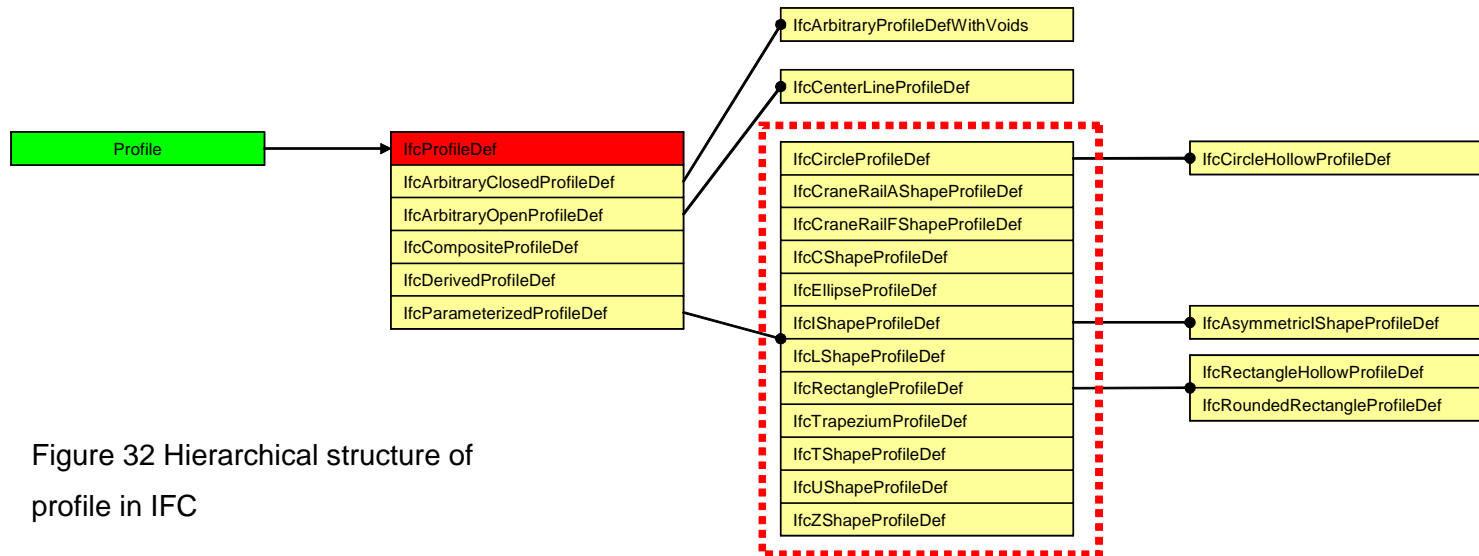 Profile
IfcProfileDef
IfcArbitraryClosedProfileDef
IfcArbitraryOpenProfileDef
IfcCompositeProfileDef
IfcDerivedProfileDef
IfcParameterizedProfileDef
IfcArbitraryProfileDefWithVoids
IfcCenterLineProfileDef
IfcCircleProfileDef
IfcCraneRailAShapeProfileDef
IfcCraneRailFShapeProfileDef
IfcCShapeProfileDef
IfcEllipseProfileDef
IfcIShapeProfileDef
IfcLShapeProfileDef
IfcRectangleProfileDef
IfcTrapeziumProfileDef
IfcTShapeProfileDef
IfcUShapeProfileDef
IfcZShapeProfileDef
IfcCircleHollowProfileDef
IfcAsymmetricIShapeProfileDef
IfcRectangleHollowProfileDef
IfcRoundedRectangleProfileDef
Figure 32 Hierarchical structure of
profile in IFC